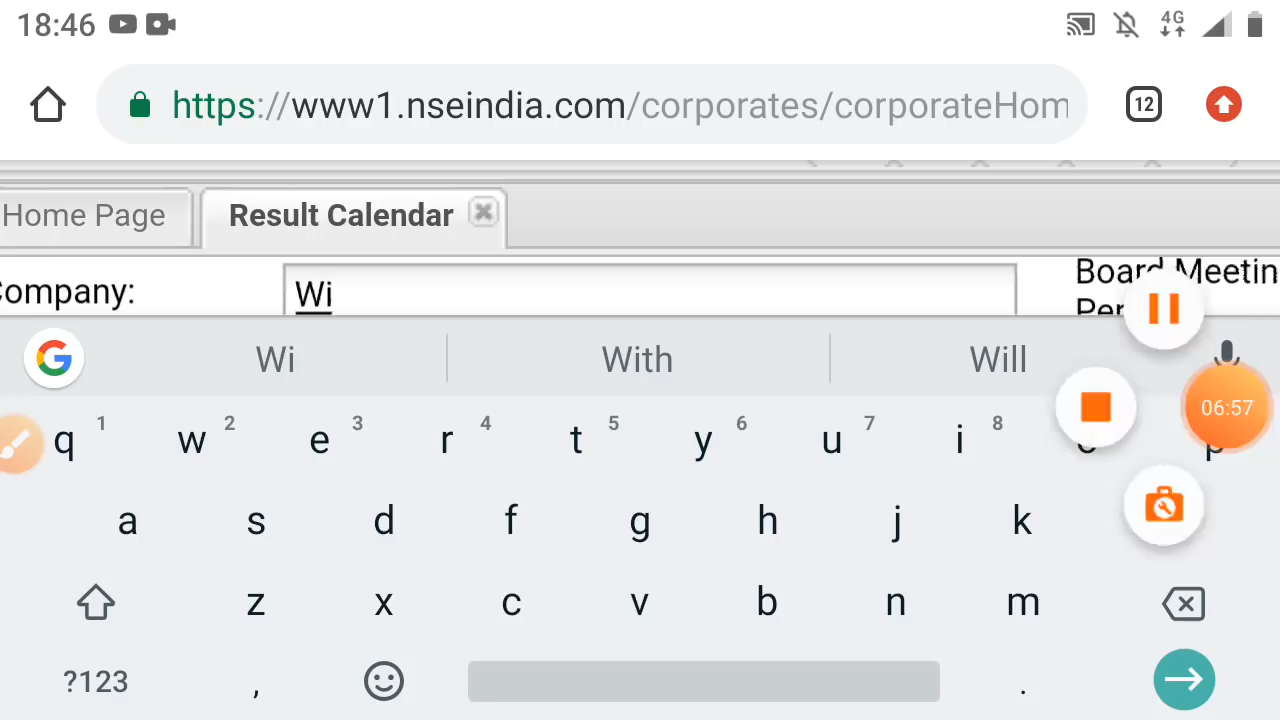 18:46 4G
https://www1.nseindia.com/corporates/corporateHom 12
Home Page Result Calendar
Company: Wi Board Meetin
Wi With Will
q 1 w 2 e 3 r 4 t 5 y 6 u 7 i 8 p 06:57
a s d f g h j k
z x c v b n m
?123 , .